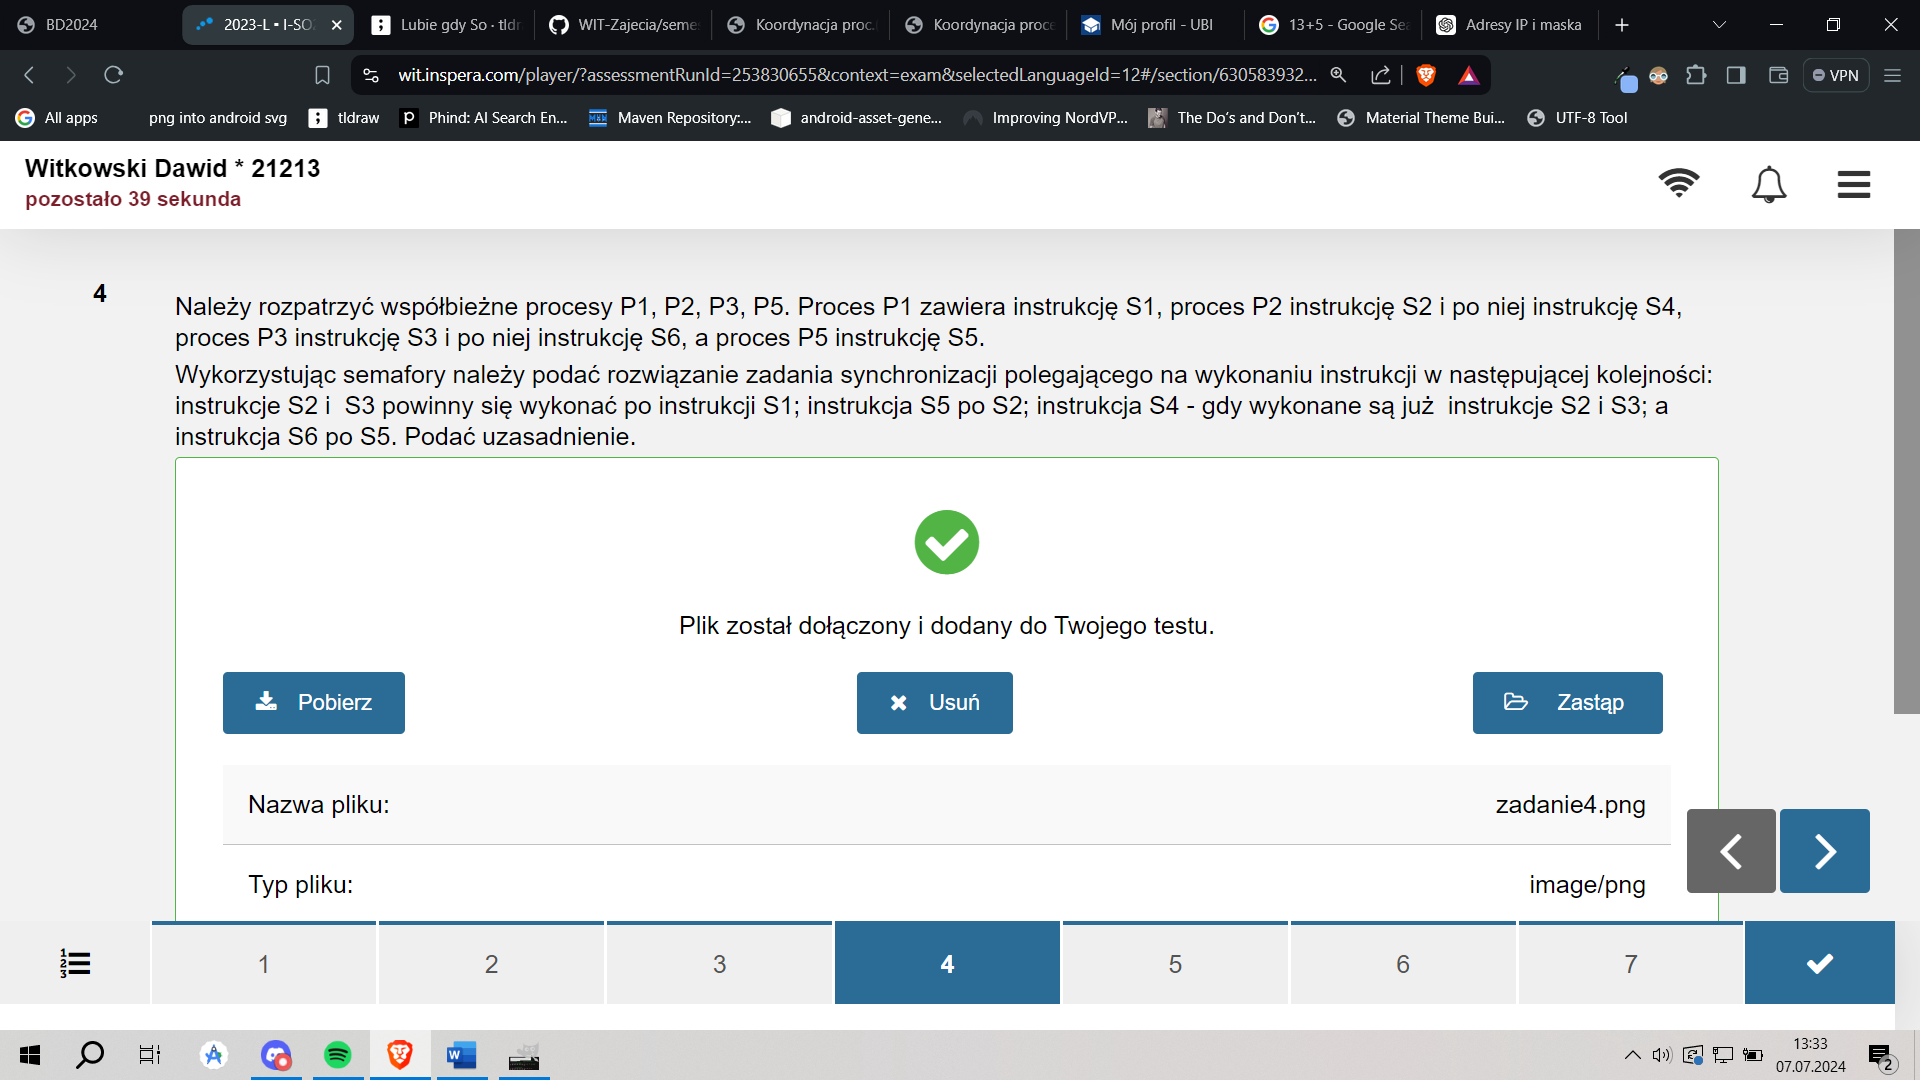 BD2024
2023-L • I-SO
Lubie gdy So · tldr
WIT-Zajecia/seme
Koordynacja proc.
Koordynacja proce
Mój profil - UBI
13+5 - Google Sea
Adresy IP i maska
wit.inspera.com/player/?assessmentRunId=253830655&context=exam&selectedLanguageId=12#/section/630583932...
VPN
All apps
png into android svg
tldraw
Phind: AI Search En...
Maven Repository:...
android-asset-gene...
Improving NordVP...
The Do's and Don't...
Material Theme Bui...
UTF-8 Tool
Witkowski Dawid * 21213
pozostało 39 sekunda
4
Należy rozpatrzyć współbieżne procesy P1, P2, P3, P5. Proces P1 zawiera instrukcję S1, proces P2 instrukcję S2 i po niej instrukcję S4,
proces P3 instrukcję S3 i po niej instrukcję S6, a proces P5 instrukcję S5.
Wykorzystując semafory należy podać rozwiązanie zadania synchronizacji polegającego na wykonaniu instrukcji w następującej kolejności:
instrukcje S2 i S3 powinny się wykonać po instrukcji S1; instrukcja S5 po S2; instrukcja S4 - gdy wykonane są już instrukcje S2 i S3; a
instrukcja S6 po S5. Podać uzasadnienie.
Plik został dołączony i dodany do Twojego testu.
Pobierz
Usuń
Zastąp
Nazwa pliku:
zadanie4.png
Typ pliku:
image/png
1
2
3
4
5
6
7
13:33
07.07.2024
2